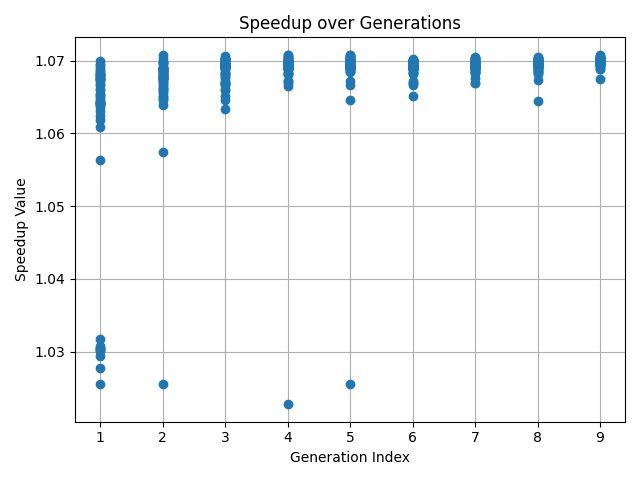 Speedup over Generations
Speedup Value
1.07
1.06
1.05
1.04
1.03
1 2 3 4 5 6 7 8 9
Generation Index